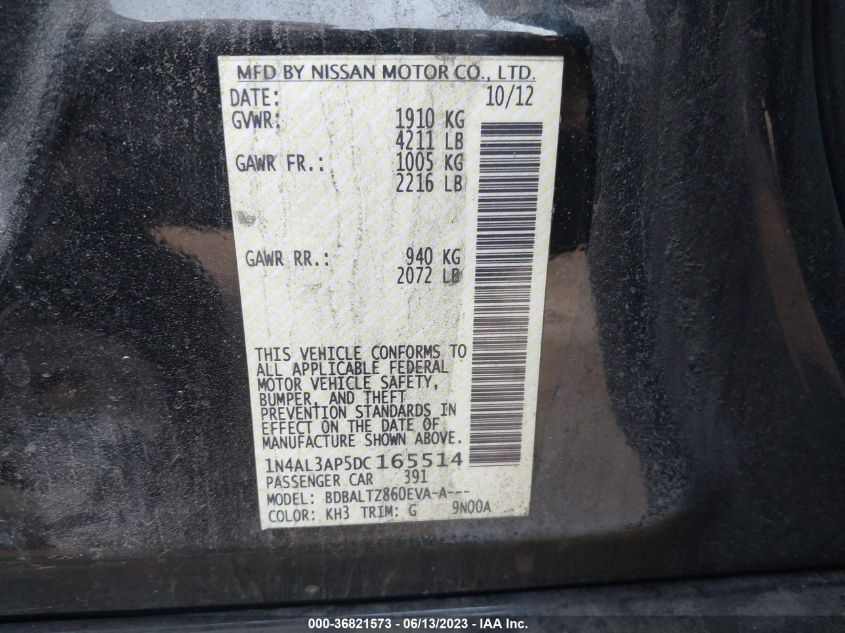 MFD BY NISSAN MOTOR CO., LTD.
DATE: 10/12
GVWR: 1910 KG
4211 LB
GAWR FR.: 1005 KG
2216 LB
GAWR RR.: 940 KG
2072 LB
THIS VEHICLE CONFORMS TO
ALL APPLICABLE FEDERAL
MOTOR VEHICLE SAFETY,
BUMPER, AND THEFT
PREVENTION STANDARDS IN
EFFECT ON THE DATE OF
MANUFACTURE SHOWN ABOVE.
1N4AL3AP5DC165514
PASSENGER CAR 391
MODEL: BDBALTZ860EVA-A---
COLOR: KH3 TRIM: G 9N00A
000-36821573 - 06/13/2023 - IAAI.com